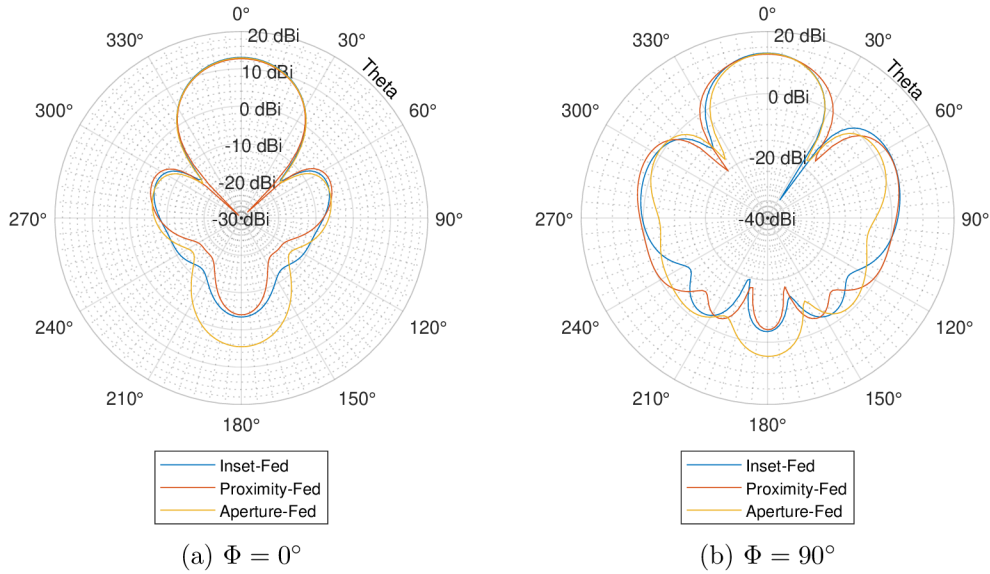 0°
330°
30°
300°
60°
270°
90°
240°
120°
210°
150°
180°
Theta
20 dBi
10 dBi
0 dBi
-10 dBi
-20 dBi
-30 dBi
Inset-Fed
Proximity-Fed
Aperture-Fed
(a) Φ = 0°
0°
330°
30°
300°
60°
270°
90°
240°
120°
210°
150°
180°
Theta
20 dBi
0 dBi
-20 dBi
-40 dBi
Inset-Fed
Proximity-Fed
Aperture-Fed
(b) Φ = 90°